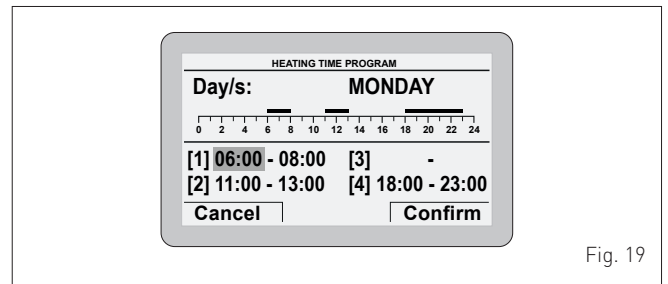 HEATING TIME PROGRAM
Day/s: MONDAY
0 2 4 6 8 10 12 14 16 18 20 22 24
[1] 06:00 - 08:00 [3] -
[2] 11:00 - 13:00 [4] 18:00 - 23:00
Cancel Confirm
Fig. 19